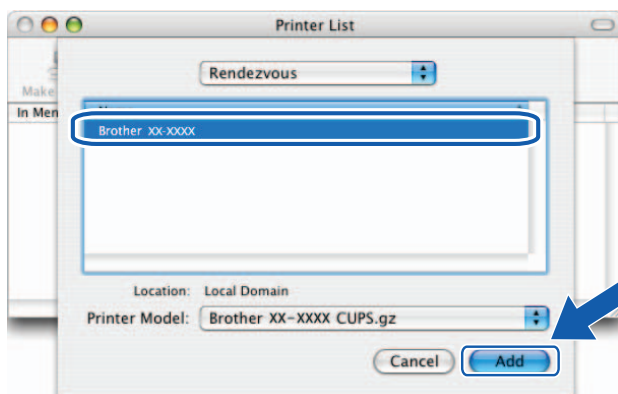 Printer List
Rendezvous
Make
In Men
Brother XX-XXXX
Location: Local Domain
Printer Model: Brother XX-XXXX CUPS.gz
Cancel Add